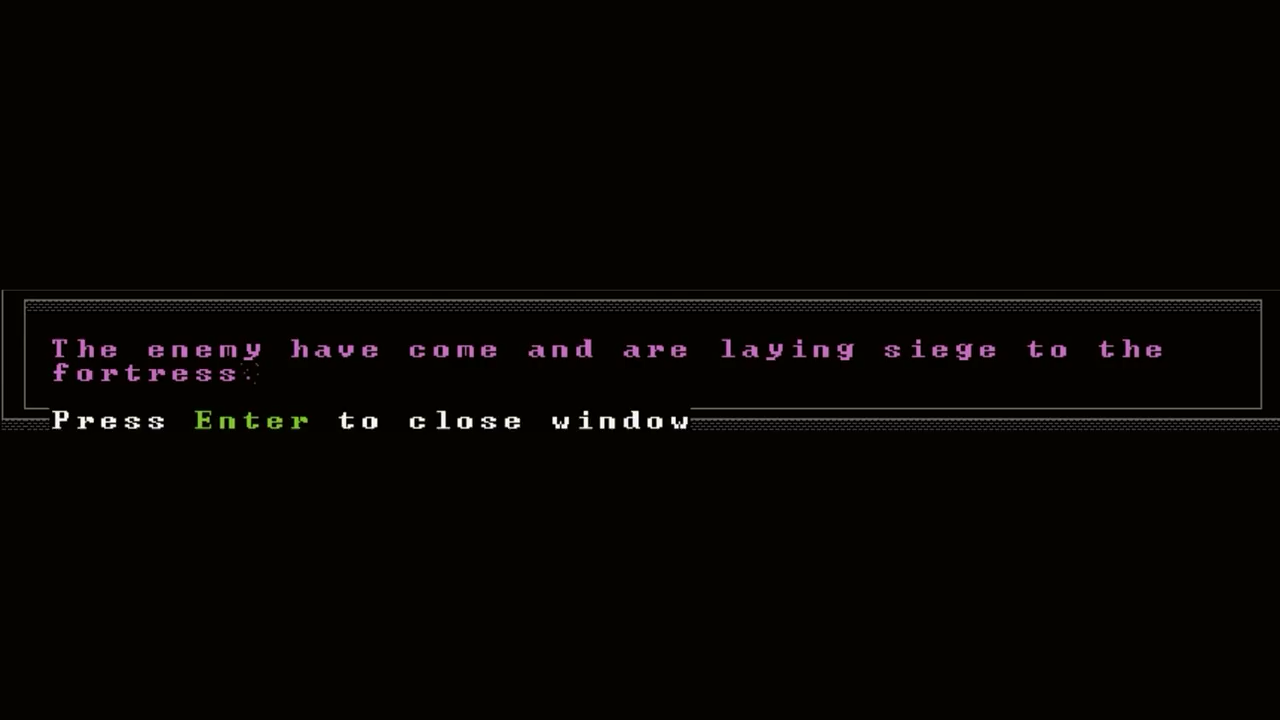 The enemy have come and are laying siege to the
fortress.
Press Enter to close window